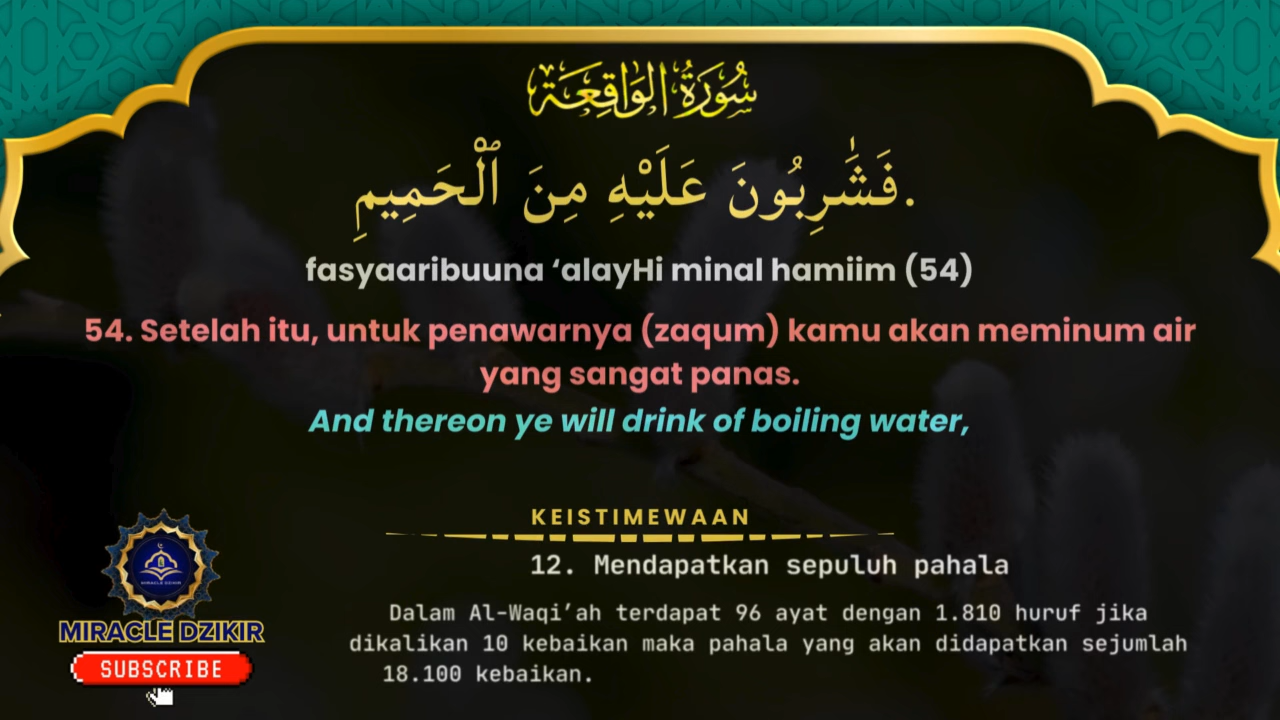 سُورَةُ الوَاقِعَة
فَشَٰرِبُونَ عَلَيْهِ مِنَ ٱلْحَمِيمِ.
fasyaaribuuna ‘alayHi minal hamiim (54)
54. Setelah itu, untuk penawarnya (zaqum) kamu akan meminum air
yang sangat panas.
And thereon ye will drink of boiling water,
KEISTIMEWAAN
12. Mendapatkan sepuluh pahala
Dalam Al-Waqi’ah terdapat 96 ayat dengan 1.810 huruf jika
dikalikan 10 kebaikan maka pahala yang akan didapatkan sejumlah
18.100 kebaikan.
MIRACLE DZIKIR
MIRACLE DZIKIR
SUBSCRIBE